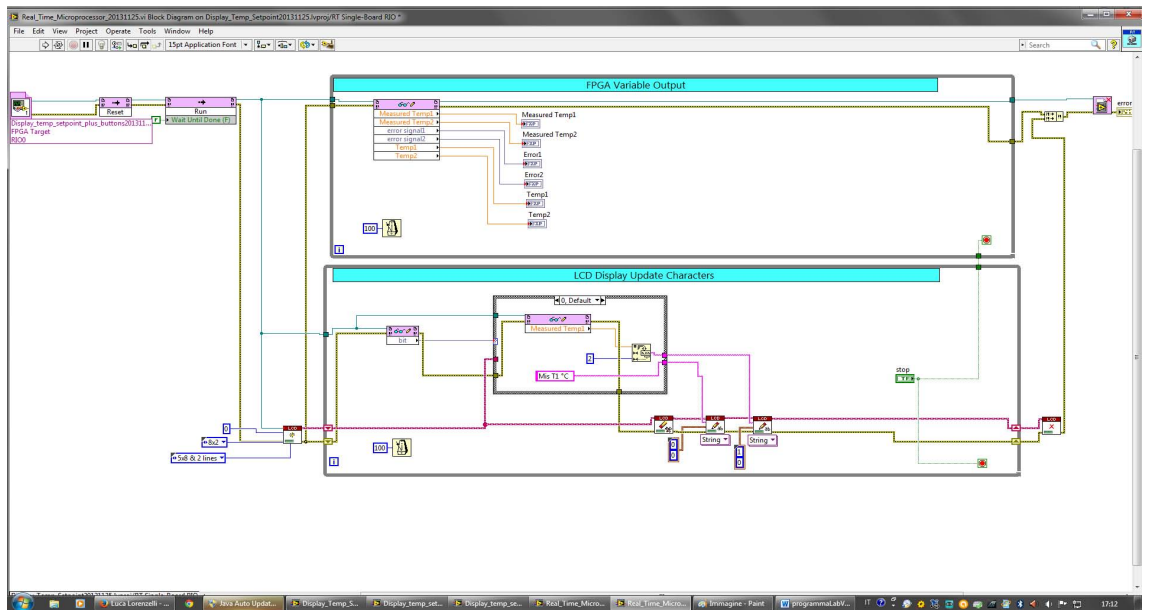 Real_Time_Microprocessor_20131125.vi Block Diagram on Display_Temp_Setpoint20131125.lvproj/RT Single-Board RIO *
File Edit View Project Operate Tools Window Help
15pt Application Font
Search
FPGA Variable Output
Reset
Run
Wait Until Done (F)
Display_temp_setpoint_plus_buttons201311...
FPGA Target
RIO0
F
Measured Temp1
Measured Temp2
error signal1
error signal2
Temp1
Temp2
Measured Temp1
Measured Temp2
Error1
Error2
Temp1
Temp2
error
100
i
LCD Display Update Characters
0, Default
Measured Temp1
bit
2
Mis T1 °C
stop
TF
LCD
LCD
LCD
LCD
LCD
0
8x2
5x8 & 2 lines
100
0
0
String
1
0
String
i
Luca Lorenzelli - ...
Java Auto Updat...
Display_Temp_S...
Display_temp_set...
Display_temp_se...
Real_Time_Micro...
Real_Time_Micro...
Immagine - Paint
programmaLabV...
IT
17:12